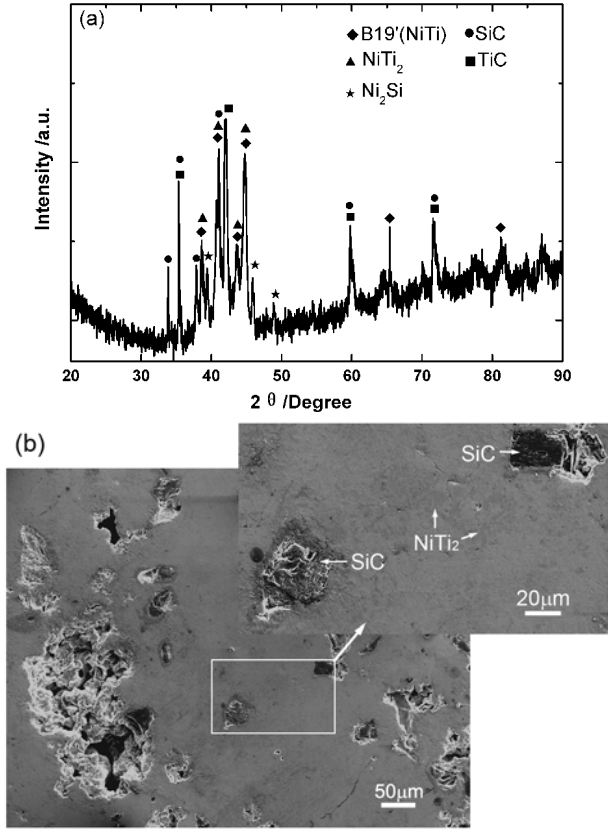 (a)
◆ B19'(NiTi) ● SiC
▲ NiTi₂ ■ TiC
★ Ni₂Si
Intensity /a.u.
20 30 40 50 60 70 80 90
2 θ /Degree
(b)
SiC
NiTi₂
SiC
20μm
50μm